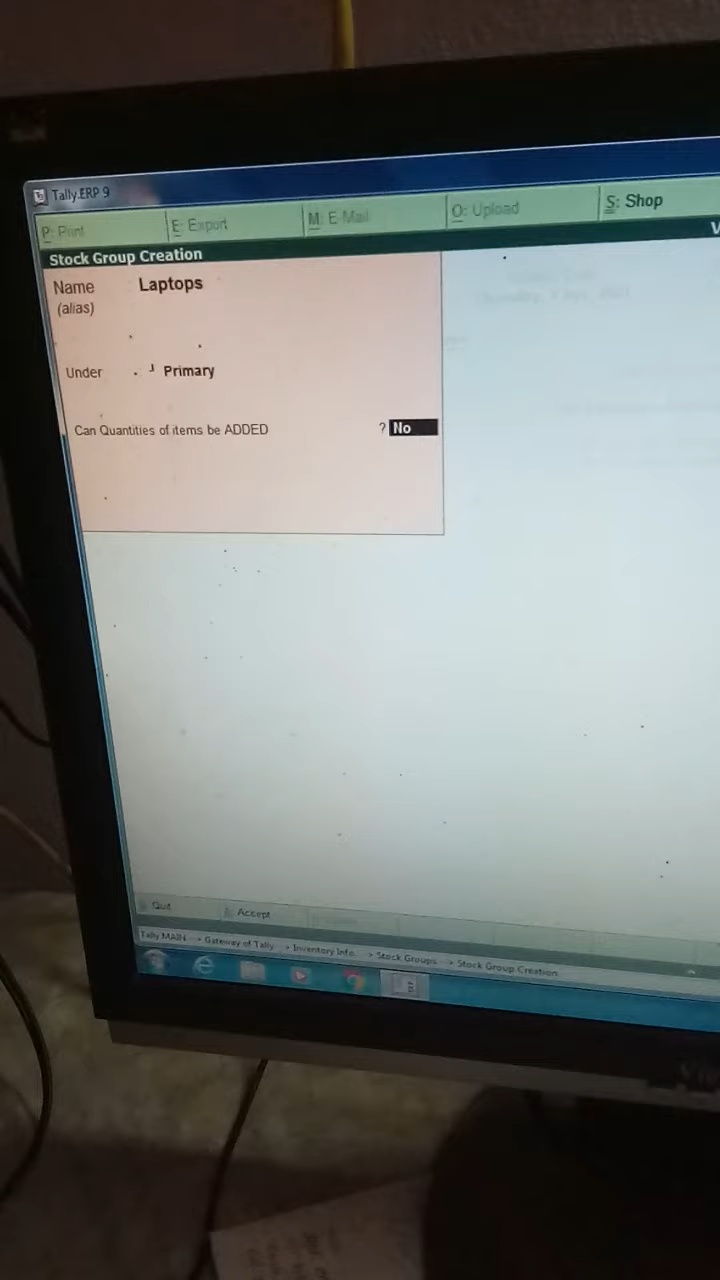 Tally.ERP 9
P: Print E: Export M: E-Mail O: Upload S: Shop
Stock Group Creation
Name Laptops
(alias)
Under Primary
Can Quantities of items be ADDED ? No
Quit A: Accept
Tally MAIN --> Gateway of Tally --> Inventory Info. --> Stock Groups --> Stock Group Creation